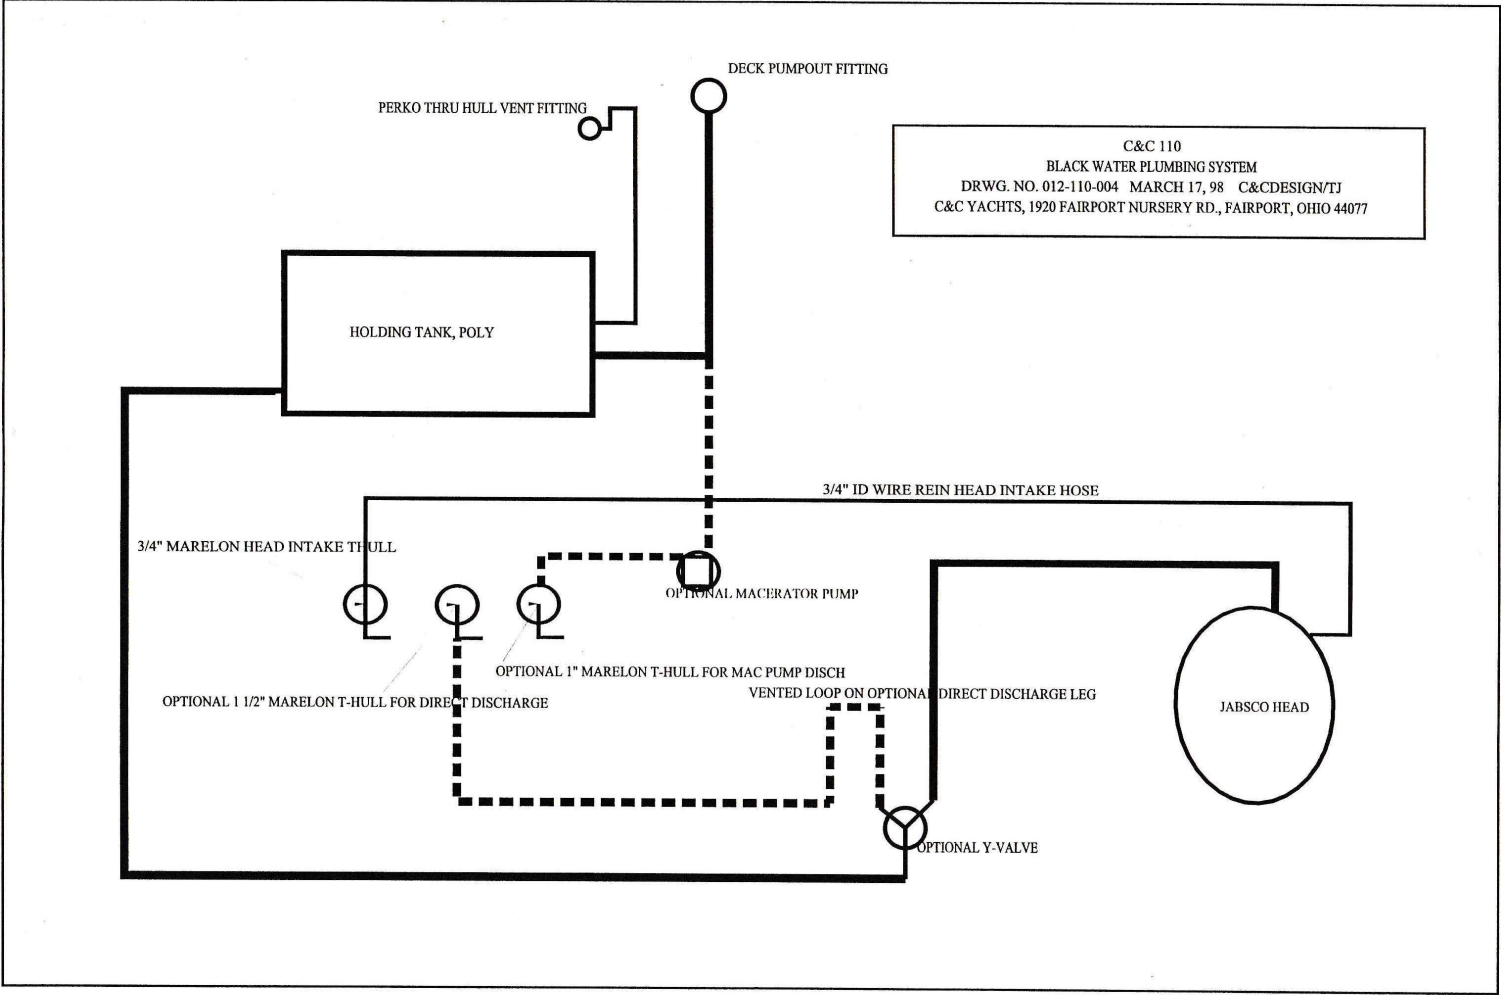 DECK PUMPOUT FITTING
PERKO THRU HULL VENT FITTING
C&C 110
BLACK WATER PLUMBING SYSTEM
DRWG. NO. 012-110-004 MARCH 17, 98 C&CDESIGN/TJ
C&C YACHTS, 1920 FAIRPORT NURSERY RD., FAIRPORT, OHIO 44077
HOLDING TANK, POLY
3/4" ID WIRE REIN HEAD INTAKE HOSE
3/4" MARELON HEAD INTAKE THULL
OPTIONAL MACERATOR PUMP
OPTIONAL 1" MARELON T-HULL FOR MAC PUMP DISCH
VENTED LOOP ON OPTIONAL DIRECT DISCHARGE LEG
OPTIONAL 1 1/2" MARELON T-HULL FOR DIRECT DISCHARGE
JABSCO HEAD
OPTIONAL Y-VALVE